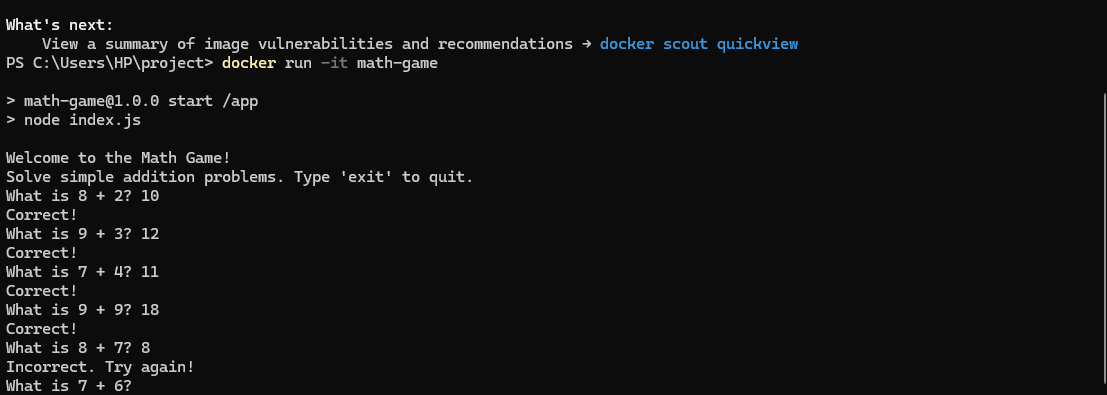 What's next:
View a summary of image vulnerabilities and recommendations → docker scout quickview
PS C:\Users\HP\project> docker run -it math-game
> math-game@1.0.0 start /app
> node index.js
Welcome to the Math Game!
Solve simple addition problems. Type 'exit' to quit.
What is 8 + 2? 10
Correct!
What is 9 + 3? 12
Correct!
What is 7 + 4? 11
Correct!
What is 9 + 9? 18
Correct!
What is 8 + 7? 8
Incorrect. Try again!
What is 7 + 6?